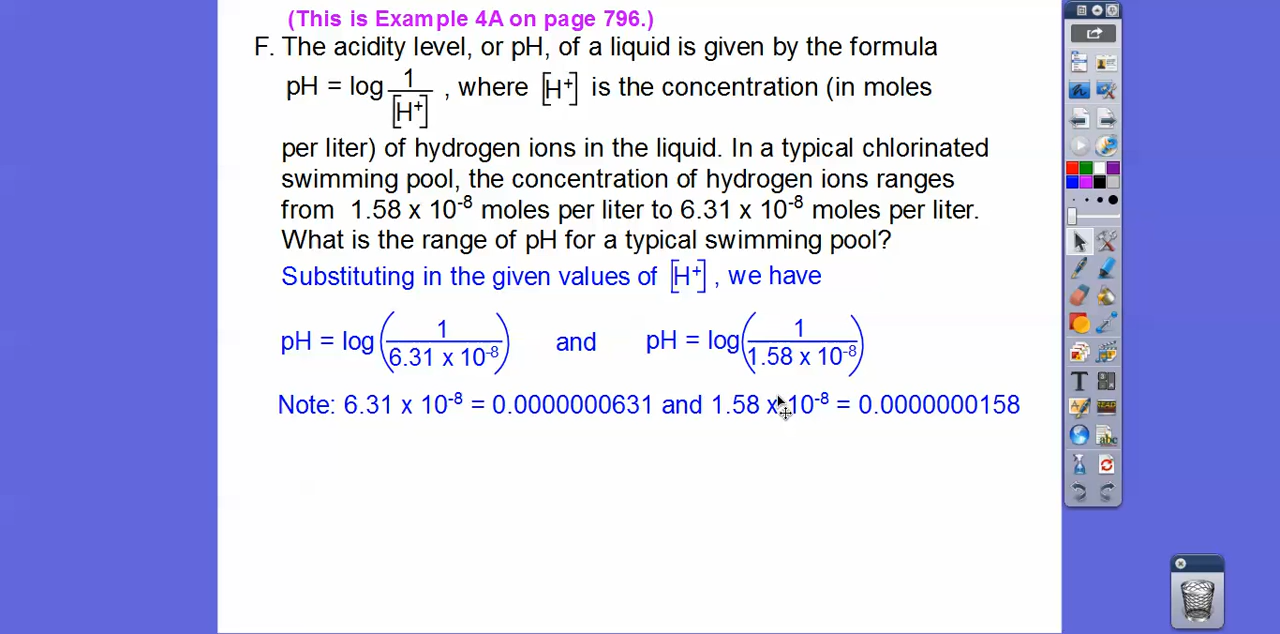 (This is Example 4A on page 796.)
F. The acidity level, or pH, of a liquid is given by the formula
pH = log 1/[H⁺] , where [H⁺] is the concentration (in moles
per liter) of hydrogen ions in the liquid. In a typical chlorinated
swimming pool, the concentration of hydrogen ions ranges
from 1.58 x 10⁻⁸ moles per liter to 6.31 x 10⁻⁸ moles per liter.
What is the range of pH for a typical swimming pool?
Substituting in the given values of [H⁺] , we have
pH = log(1/(6.31 x 10⁻⁸)) and pH = log(1/(1.58 x 10⁻⁸))
Note: 6.31 x 10⁻⁸ = 0.0000000631 and 1.58 x 10⁻⁸ = 0.0000000158